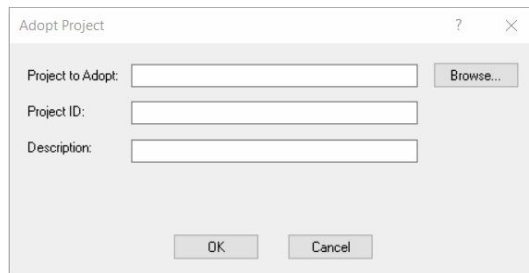 Adopt Project ?
Project to Adopt: Browse...
Project ID:
Description:
OK Cancel